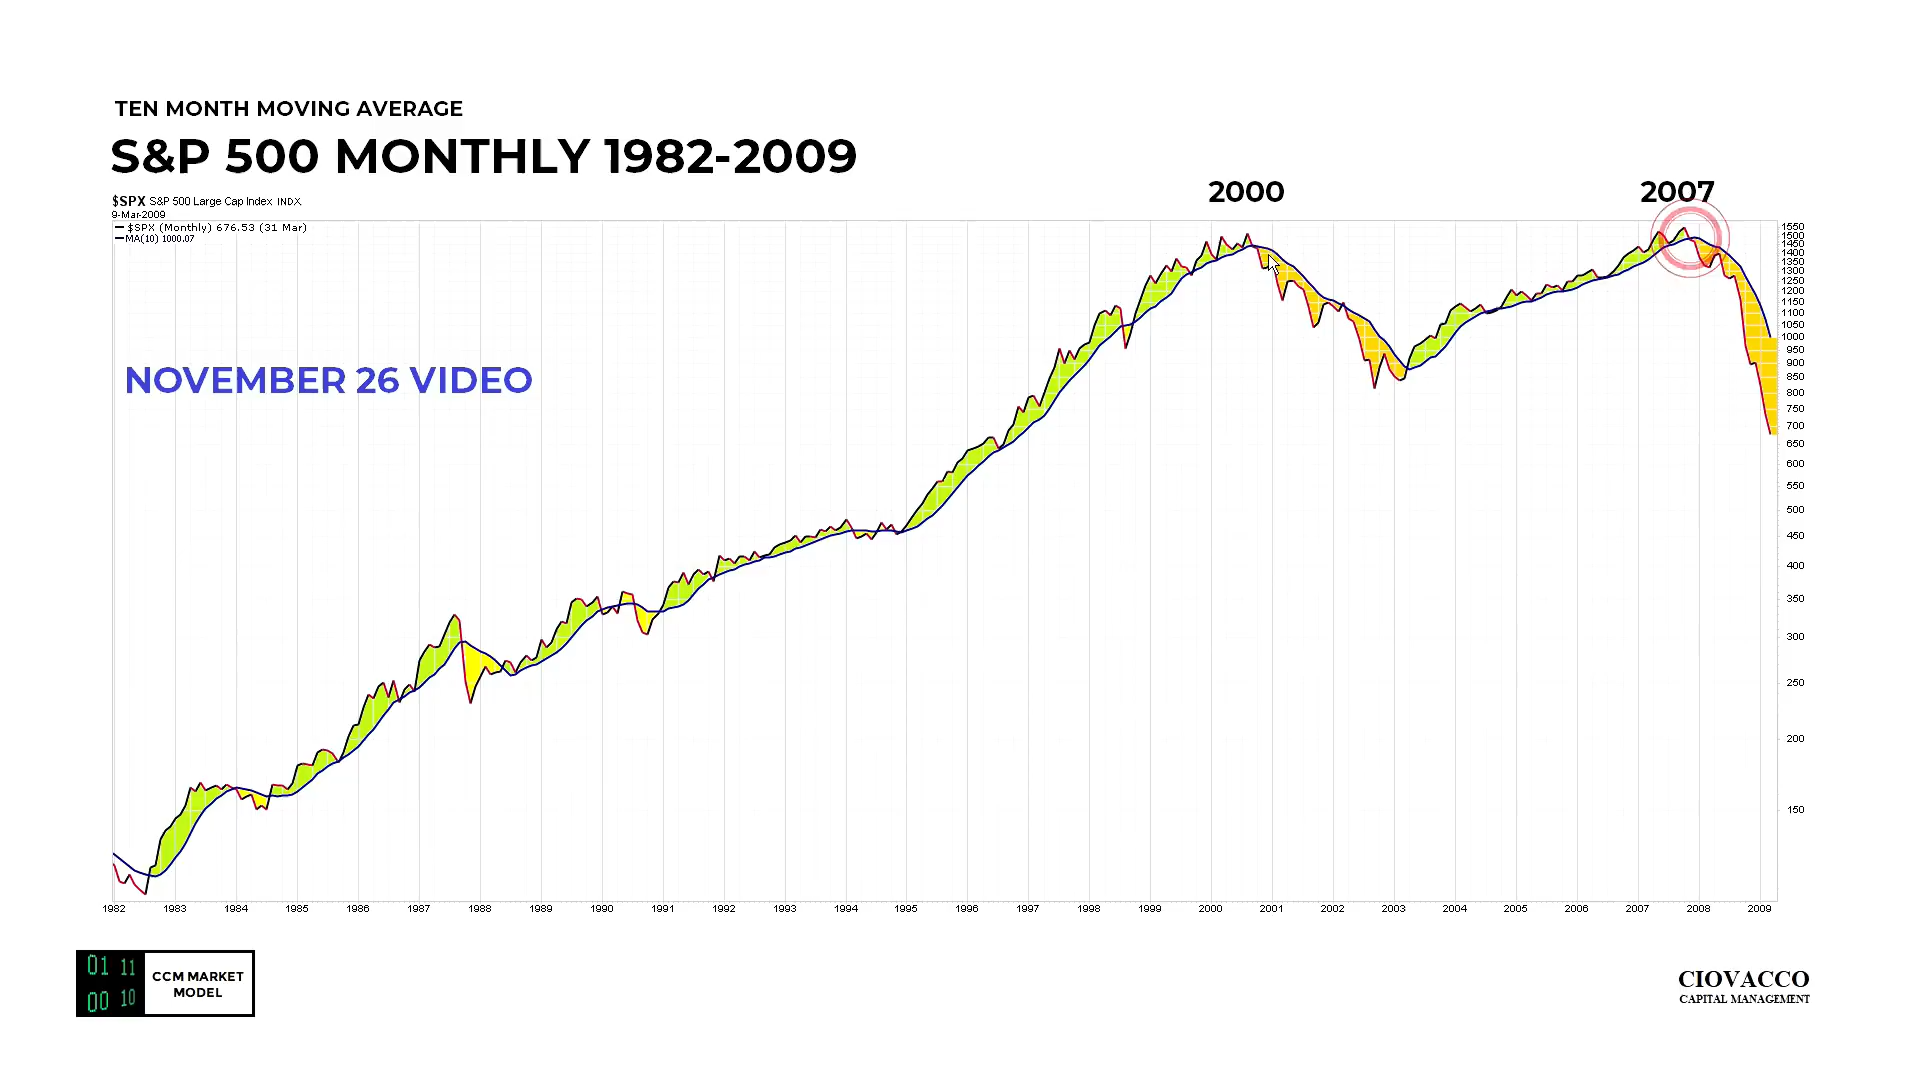 TEN MONTH MOVING AVERAGE
S&P 500 MONTHLY 1982-2009
2000
2007
$SPX S&P 500 Large Cap Index INDX
9-Mar-2009
$SPX (Monthly) 676.53 (31 Mar)
MA(10) 1000.07
NOVEMBER 26 VIDEO
1550
1500
1450
1400
1350
1300
1250
1200
1150
1100
1050
1000
950
900
850
800
750
700
650
600
550
500
450
400
350
300
250
200
150
1982 1983 1984 1985 1986 1987 1988 1989 1990 1991 1992 1993 1994 1995 1996 1997 1998 1999 2000 2001 2002 2003 2004 2005 2006 2007 2008 2009
01 11
00 10
CCM MARKET
MODEL
CIOVACCO
CAPITAL MANAGEMENT